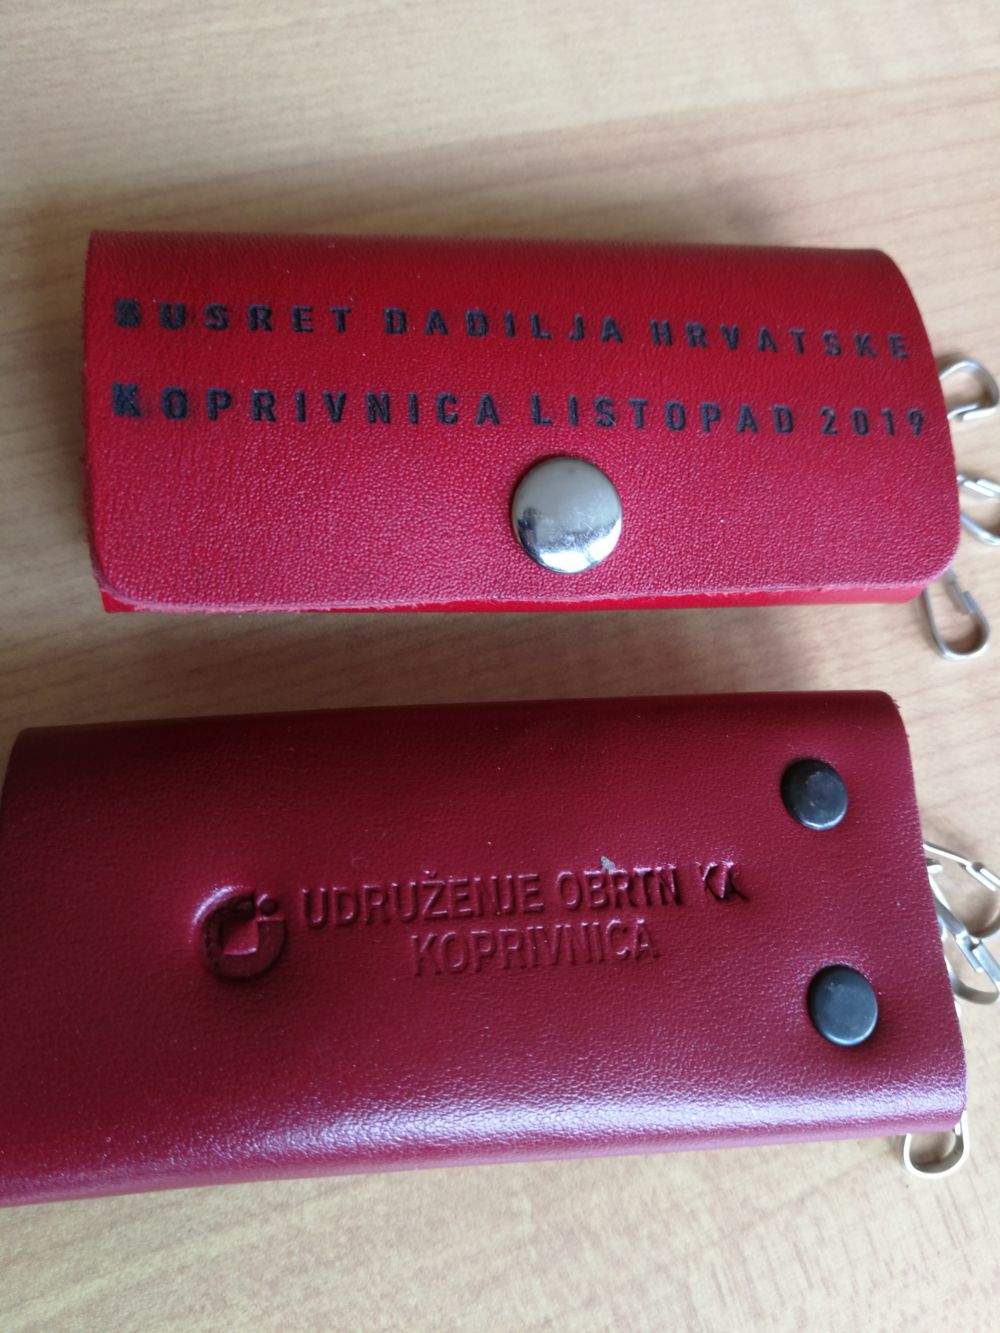 SUSRET DADILJA HRVATSKE
KOPRIVNICA LISTOPAD 2019
UDRUŽENJE OBRTNIKA
KOPRIVNICA